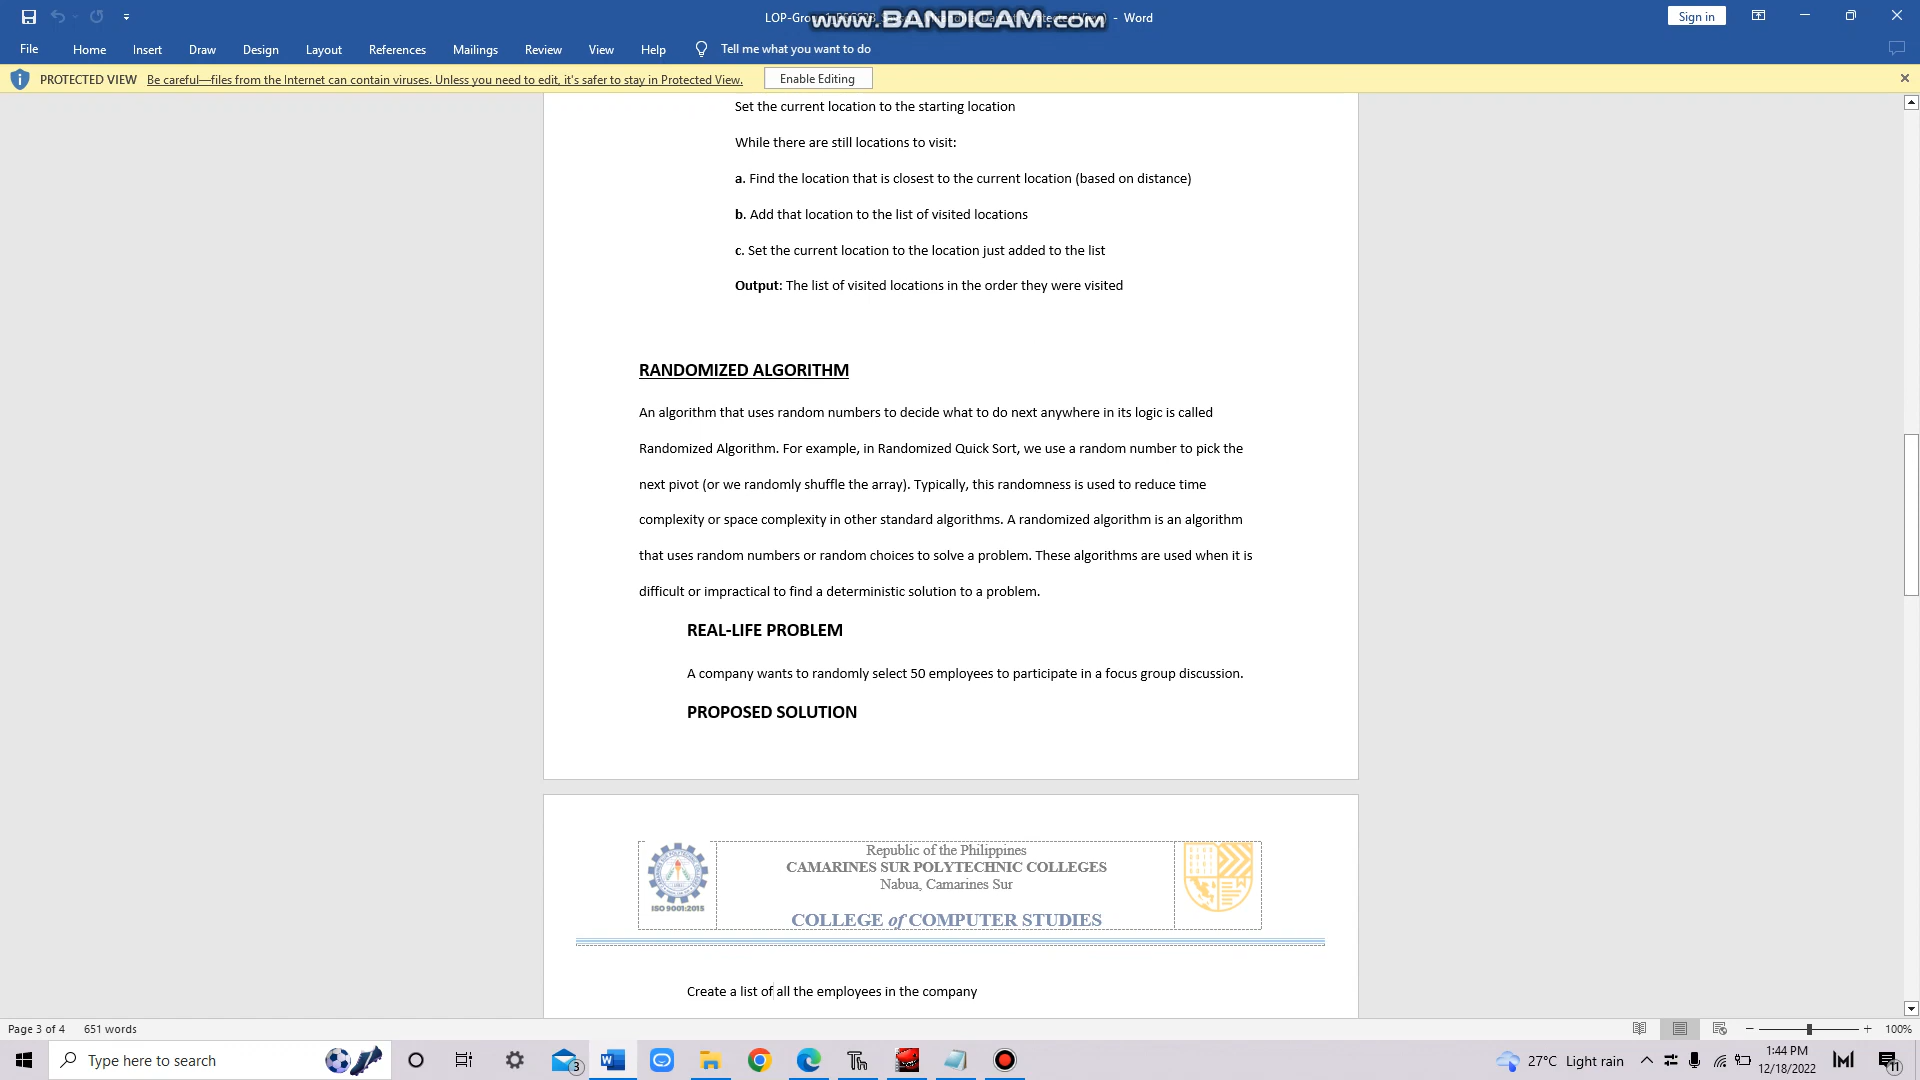 www.BANDICAM.com
Word
Sign in
File Home Insert Draw Design Layout References Mailings Review View Help Tell me what you want to do
PROTECTED VIEW Be careful—files from the Internet can contain viruses. Unless you need to edit, it's safer to stay in Protected View. Enable Editing
Set the current location to the starting location
While there are still locations to visit:
a. Find the location that is closest to the current location (based on distance)
b. Add that location to the list of visited locations
c. Set the current location to the location just added to the list
Output: The list of visited locations in the order they were visited
RANDOMIZED ALGORITHM
An algorithm that uses random numbers to decide what to do next anywhere in its logic is called
Randomized Algorithm. For example, in Randomized Quick Sort, we use a random number to pick the
next pivot (or we randomly shuffle the array). Typically, this randomness is used to reduce time
complexity or space complexity in other standard algorithms. A randomized algorithm is an algorithm
that uses random numbers or random choices to solve a problem. These algorithms are used when it is
difficult or impractical to find a deterministic solution to a problem.
REAL-LIFE PROBLEM
A company wants to randomly select 50 employees to participate in a focus group discussion.
PROPOSED SOLUTION
Republic of the Philippines
CAMARINES SUR POLYTECHNIC COLLEGES
Nabua, Camarines Sur
COLLEGE of COMPUTER STUDIES
ISO 9001:2015
Create a list of all the employees in the company
Page 3 of 4 651 words
100%
Type here to search
3
27°C Light rain
1:44 PM
12/18/2022
11